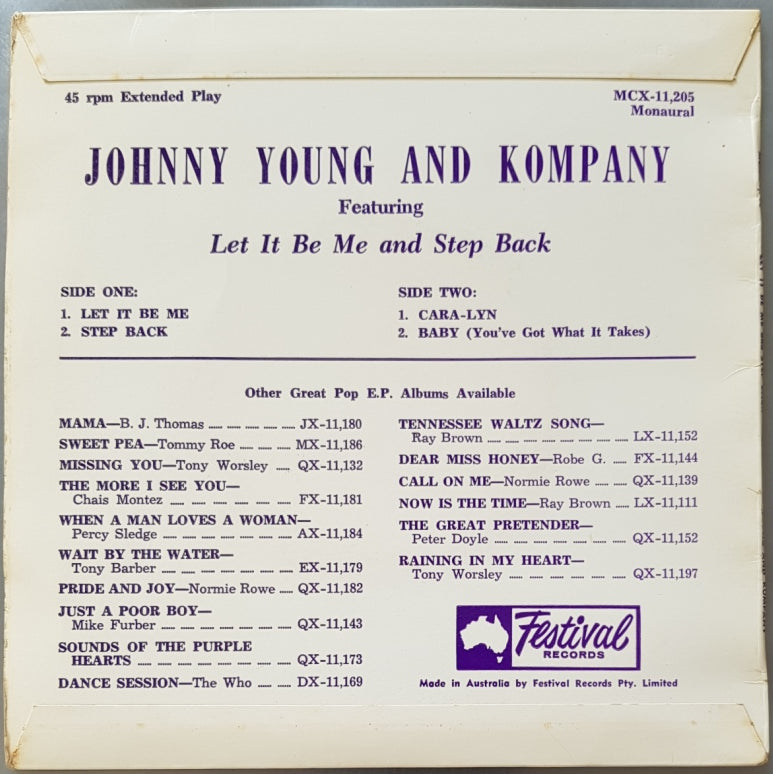 45 rpm Extended Play
MCX-11,205
Monaural
JOHNNY YOUNG AND KOMPANY
Featuring
Let It Be Me and Step Back
SIDE ONE:
1. LET IT BE ME
2. STEP BACK
SIDE TWO:
1. CARA-LYN
2. BABY (You've Got What It Takes)
Other Great Pop E.P. Albums Available
MAMA—B. J. Thomas ..... ..... ..... ..... ..... JX-11,180
SWEET PEA—Tommy Roe ..... ..... ..... MX-11,186
MISSING YOU—Tony Worsley ..... QX-11,132
THE MORE I SEE YOU—
Chais Montez ..... ..... ..... ..... ..... ..... FX-11,181
WHEN A MAN LOVES A WOMAN—
Percy Sledge ..... ..... ..... ..... ..... ..... AX-11,184
WAIT BY THE WATER—
Tony Barber ..... ..... ..... ..... ..... ..... EX-11,179
PRIDE AND JOY—Normie Rowe ..... QX-11,182
JUST A POOR BOY—
Mike Furber ..... ..... ..... ..... ..... ..... QX-11,143
SOUNDS OF THE PURPLE
HEARTS ..... ..... ..... ..... ..... ..... ..... QX-11,173
DANCE SESSION—The Who ..... ..... DX-11,169
TENNESSEE WALTZ SONG—
Ray Brown ..... ..... ..... ..... ..... ..... ..... LX-11,152
DEAR MISS HONEY—Robe G. ..... FX-11,144
CALL ON ME—Normie Rowe ..... ..... QX-11,139
NOW IS THE TIME—Ray Brown ..... ..... LX-11,111
THE GREAT PRETENDER—
Peter Doyle ..... ..... ..... ..... ..... ..... QX-11,152
RAINING IN MY HEART—
Tony Worsley ..... ..... ..... ..... ..... ..... QX-11,197
Festival
RECORDS
Made in Australia by Festival Records Pty. Limited